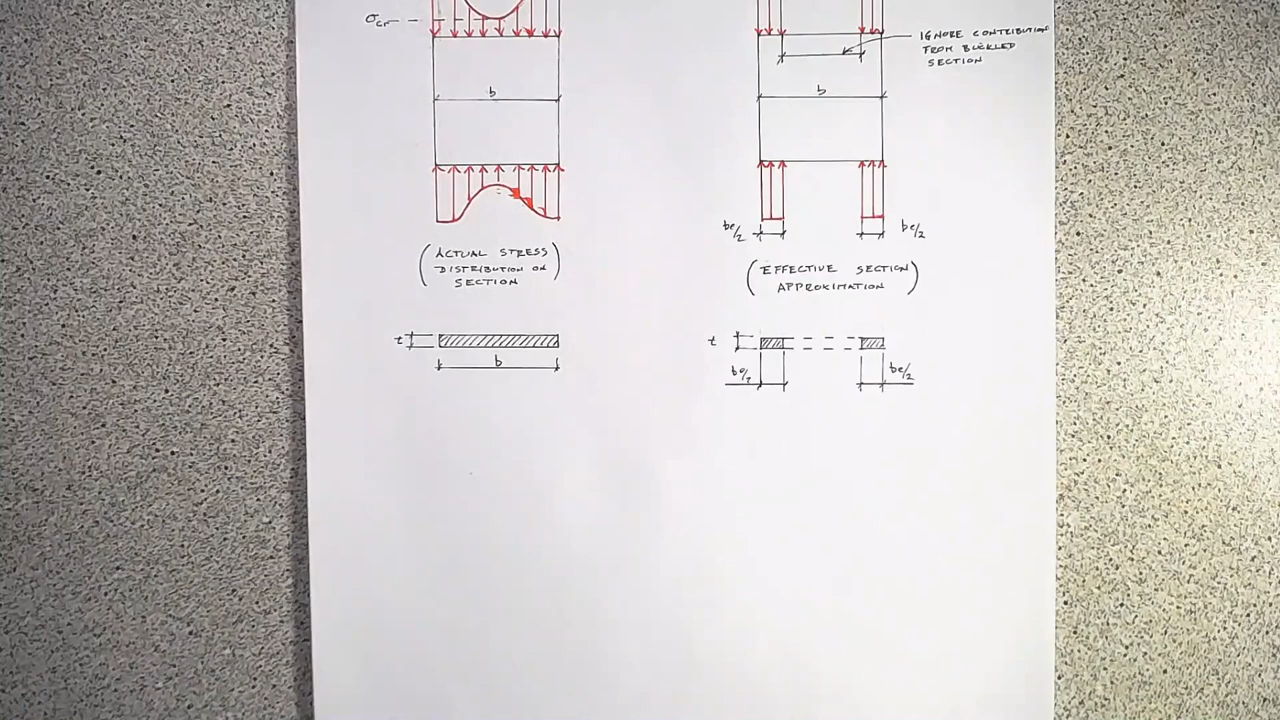 σcr
IGNORE CONTRIBUTION
FROM BUCKLED
SECTION
b
b
be/2
be/2
(ACTUAL STRESS
DISTRIBUTION ON
SECTION)
(EFFECTIVE SECTION
APPROXIMATION)
t
b
t
be/2
be/2